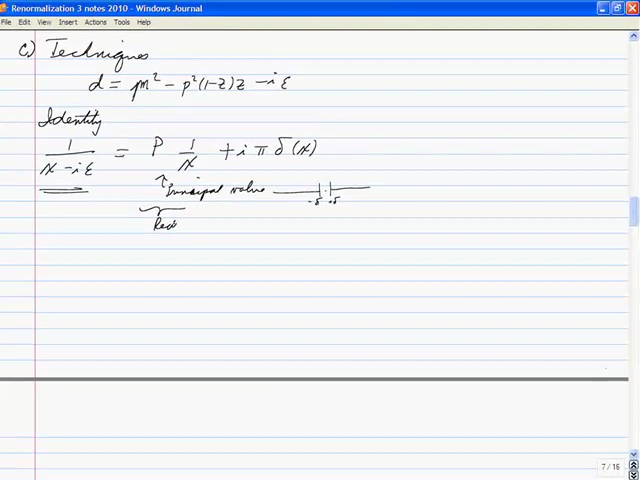 Renormalization 3 notes 2010 - Windows Journal
File Edit View Insert Actions Tools Help
c) Techniques
d = m² - p²(1-z)z - iε
Identity
1/(x - iε) = P 1/x + iπ δ(x)
Principal value -δ +δ
Rea
7 / 16